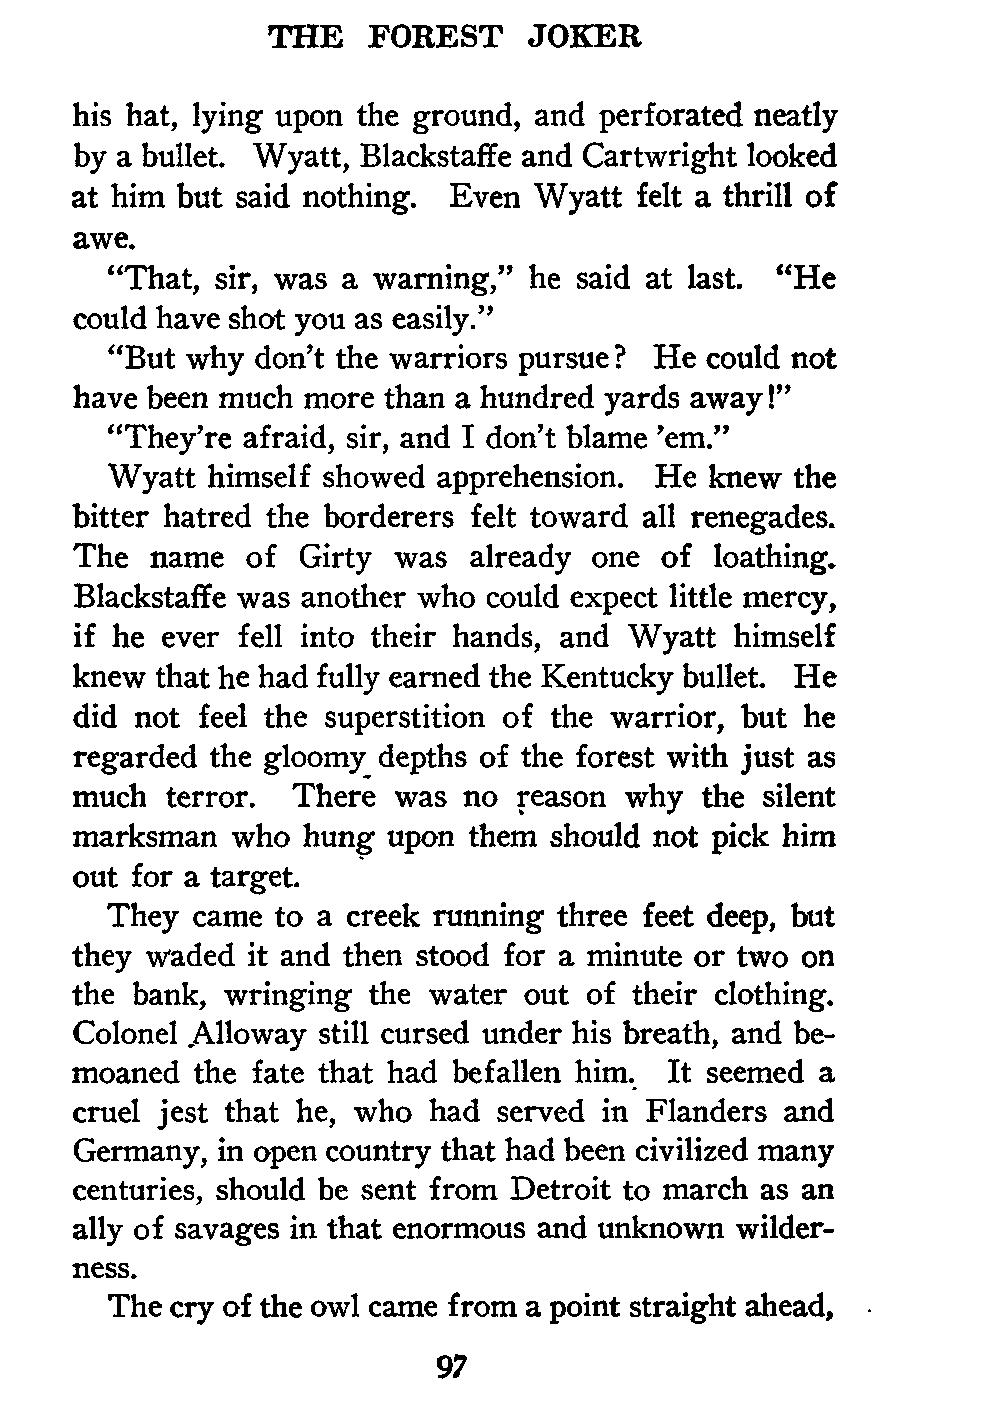 THE FOREST JOKER
his hat, lying upon the ground, and perforated neatly
by a bullet. Wyatt, Blackstaffe and Cartwright looked
at him but said nothing. Even Wyatt felt a thrill of
awe.
“That, sir, was a warning,” he said at last. “He
could have shot you as easily.”
“But why don’t the warriors pursue? He could not
have been much more than a hundred yards away!”
“They’re afraid, sir, and I don’t blame ’em.”
Wyatt himself showed apprehension. He knew the
bitter hatred the borderers felt toward all renegades.
The name of Girty was already one of loathing.
Blackstaffe was another who could expect little mercy,
if he ever fell into their hands, and Wyatt himself
knew that he had fully earned the Kentucky bullet. He
did not feel the superstition of the warrior, but he
regarded the gloomy depths of the forest with just as
much terror. There was no reason why the silent
marksman who hung upon them should not pick him
out for a target.
They came to a creek running three feet deep, but
they waded it and then stood for a minute or two on
the bank, wringing the water out of their clothing.
Colonel Alloway still cursed under his breath, and be-
moaned the fate that had befallen him. It seemed a
cruel jest that he, who had served in Flanders and
Germany, in open country that had been civilized many
centuries, should be sent from Detroit to march as an
ally of savages in that enormous and unknown wilder-
ness.
The cry of the owl came from a point straight ahead,
97